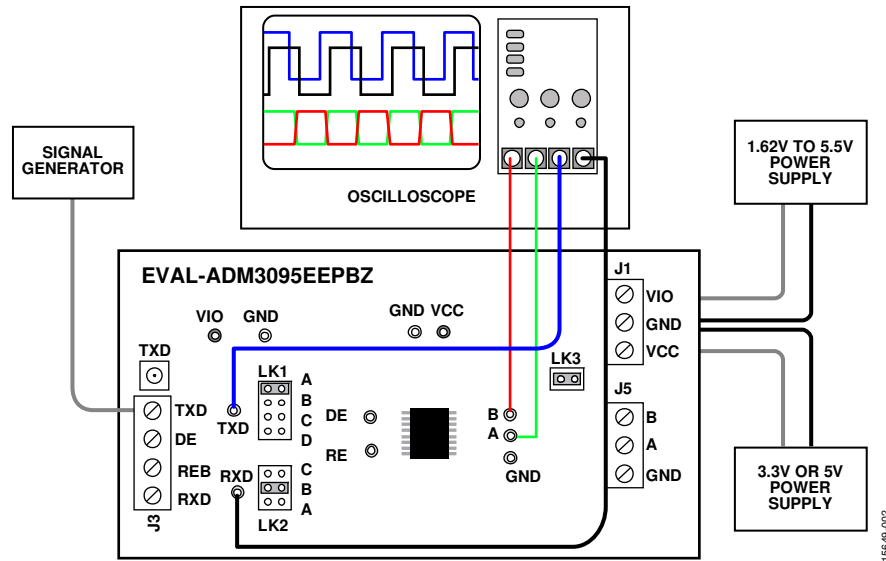 OSCILLOSCOPE
SIGNAL
GENERATOR
1.62V TO 5.5V
POWER
SUPPLY
EVAL-ADM3095EEPBZ
J1
VIO
GND
VCC
VIO
GND
GND VCC
TXD
LK1
A
B
C
D
LK3
TXD
DE
REB
RXD
J3
TXD
DE
RE
RXD
C
B
A
LK2
B
A
GND
J5
B
A
GND
3.3V OR 5V
POWER
SUPPLY
15649-002